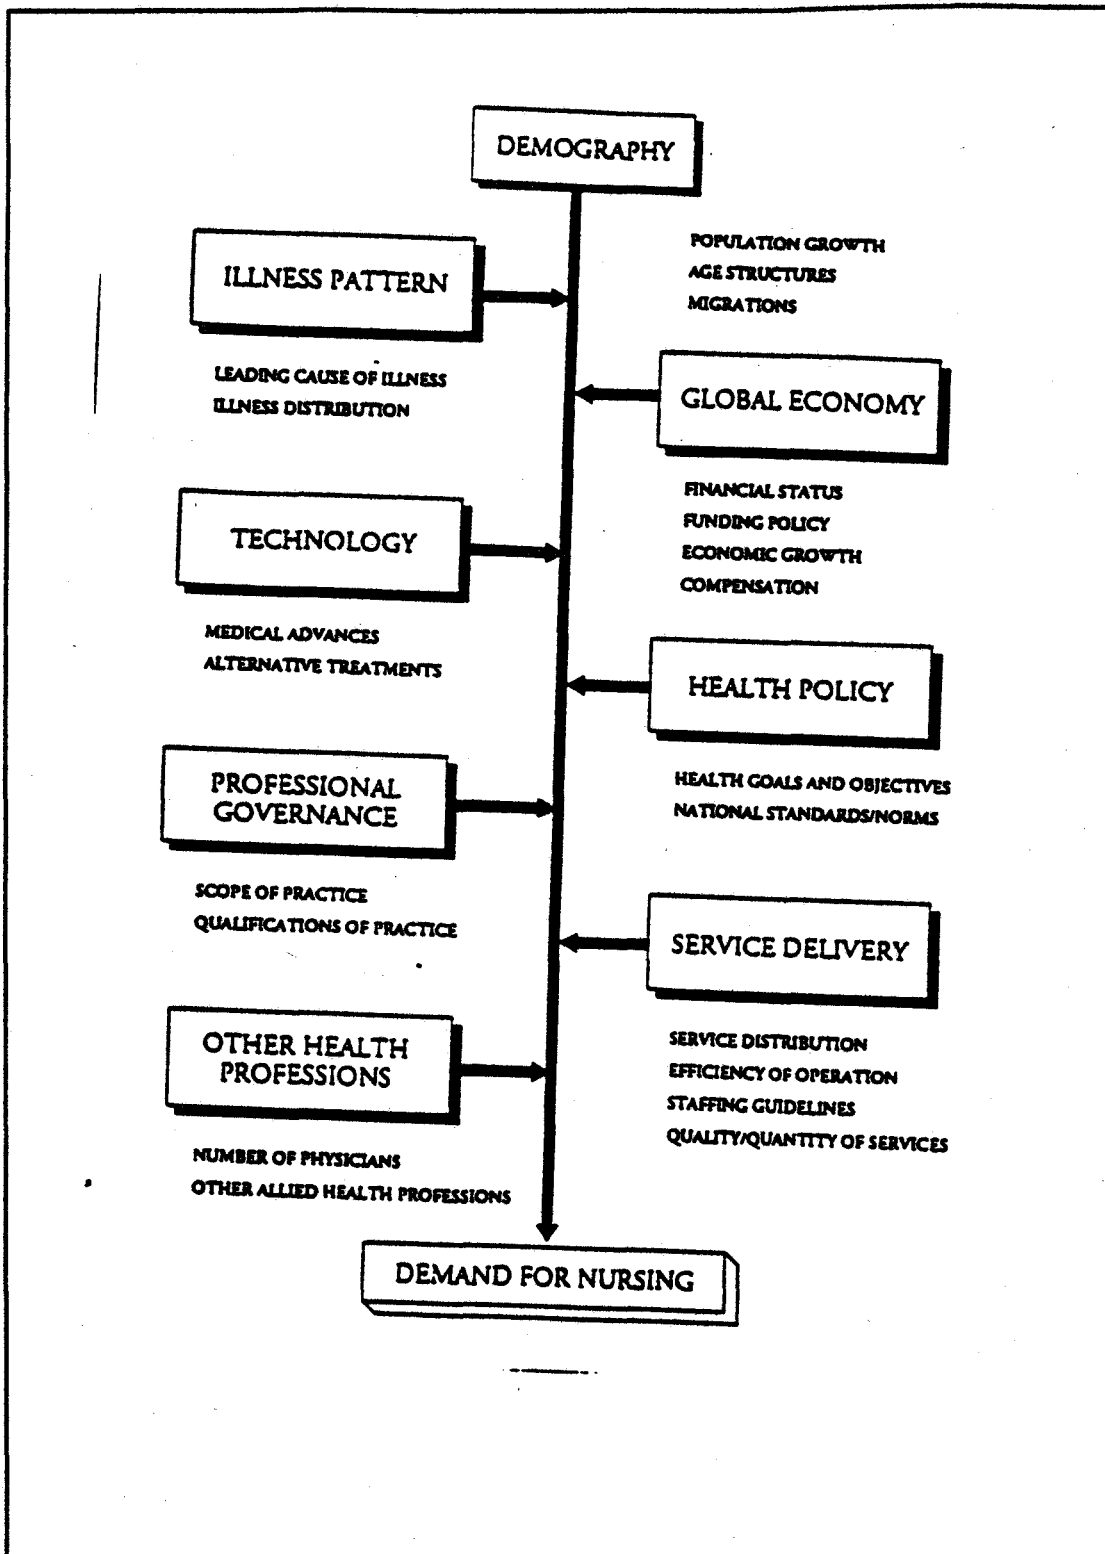 DEMOGRAPHY
POPULATION GROWTH
AGE STRUCTURES
MIGRATIONS
ILLNESS PATTERN
LEADING CAUSE OF ILLNESS
ILLNESS DISTRIBUTION
GLOBAL ECONOMY
FINANCIAL STATUS
FUNDING POLICY
ECONOMIC GROWTH
COMPENSATION
TECHNOLOGY
MEDICAL ADVANCES
ALTERNATIVE TREATMENTS
HEALTH POLICY
HEALTH GOALS AND OBJECTIVES
NATIONAL STANDARDS/NORMS
PROFESSIONAL
GOVERNANCE
SCOPE OF PRACTICE
QUALIFICATIONS OF PRACTICE
SERVICE DELIVERY
SERVICE DISTRIBUTION
EFFICIENCY OF OPERATION
STAFFING GUIDELINES
QUALITY/QUANTITY OF SERVICES
OTHER HEALTH
PROFESSIONS
NUMBER OF PHYSICIANS
OTHER ALLIED HEALTH PROFESSIONS
DEMAND FOR NURSING